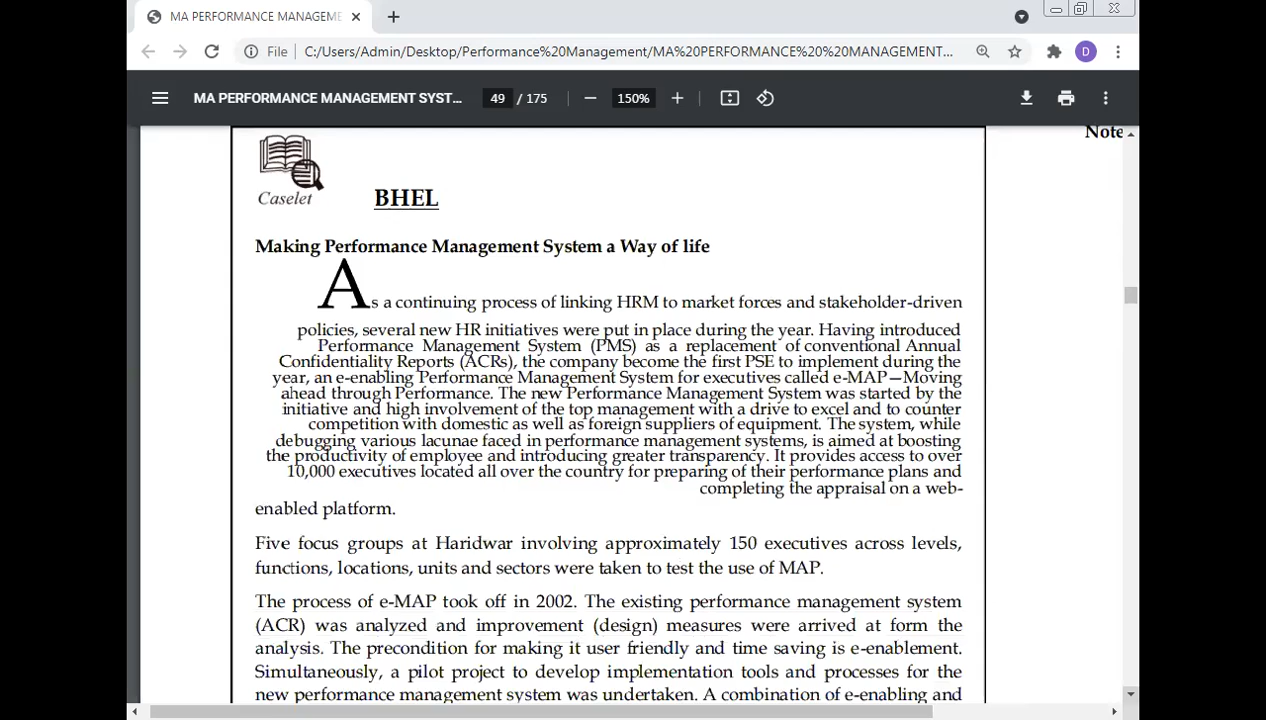 MA PERFORMANCE MANAGEME
File C:/Users/Admin/Desktop/Performance%20Management/MA%20PERFORMANCE%20%20MANAGEMENT... D
MA PERFORMANCE MANAGEMENT SYST... 49 / 175 150%
Note
Caselet
BHEL
Making Performance Management System a Way of life
As a continuing process of linking HRM to market forces and stakeholder-driven
policies, several new HR initiatives were put in place during the year. Having introduced
Performance Management System (PMS) as a replacement of conventional Annual
Confidentiality Reports (ACRs), the company become the first PSE to implement during the
year, an e-enabling Performance Management System for executives called e-MAP—Moving
ahead through Performance. The new Performance Management System was started by the
initiative and high involvement of the top management with a drive to excel and to counter
competition with domestic as well as foreign suppliers of equipment. The system, while
debugging various lacunae faced in performance management systems, is aimed at boosting
the productivity of employee and introducing greater transparency. It provides access to over
10,000 executives located all over the country for preparing of their performance plans and
completing the appraisal on a web-
enabled platform.
Five focus groups at Haridwar involving approximately 150 executives across levels,
functions, locations, units and sectors were taken to test the use of MAP.
The process of e-MAP took off in 2002. The existing performance management system
(ACR) was analyzed and improvement (design) measures were arrived at form the
analysis. The precondition for making it user friendly and time saving is e-enablement.
Simultaneously, a pilot project to develop implementation tools and processes for the
new performance management system was undertaken. A combination of e-enabling and